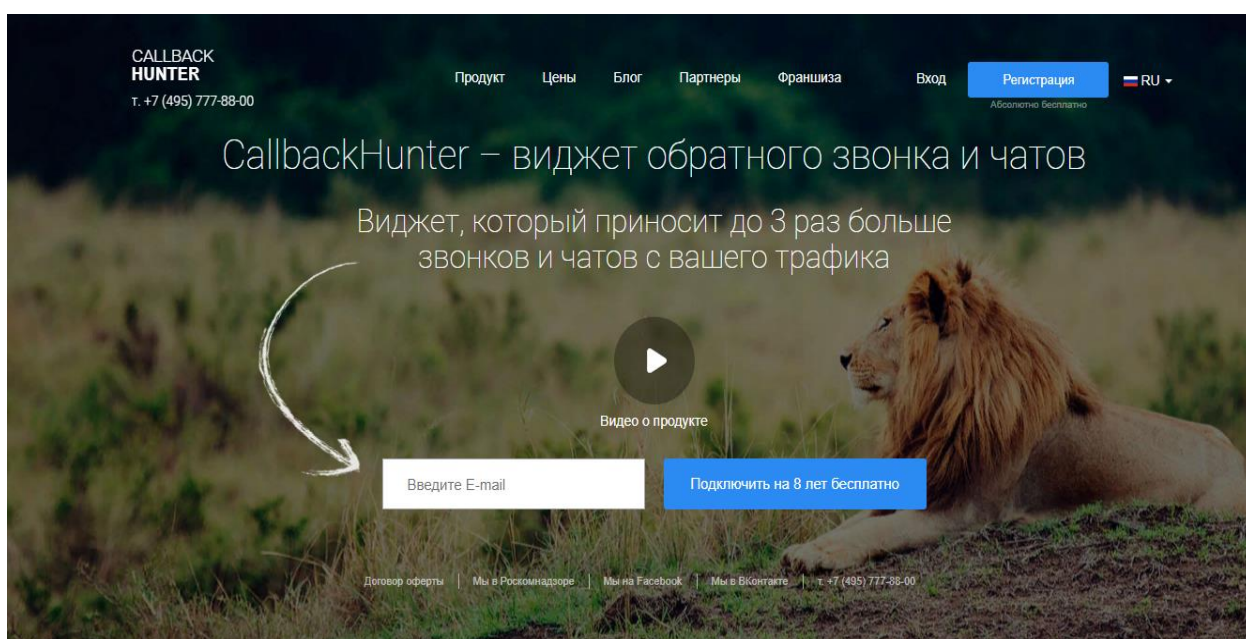 CALLBACK
HUNTER
т. +7 (495) 777-88-00
Продукт Цены Блог Партнеры Франшиза Вход Регистрация RU
Абсолютно бесплатно
CallbackHunter – виджет обратного звонка и чатов
Виджет, который приносит до 3 раз больше
звонков и чатов с вашего трафика
Видео о продукте
Введите E-mail Подключить на 8 лет бесплатно
Договор оферты | Мы в Роскомнадзоре | Мы на Facebook | Мы в ВКонтакте | т. +7 (495) 777-88-00